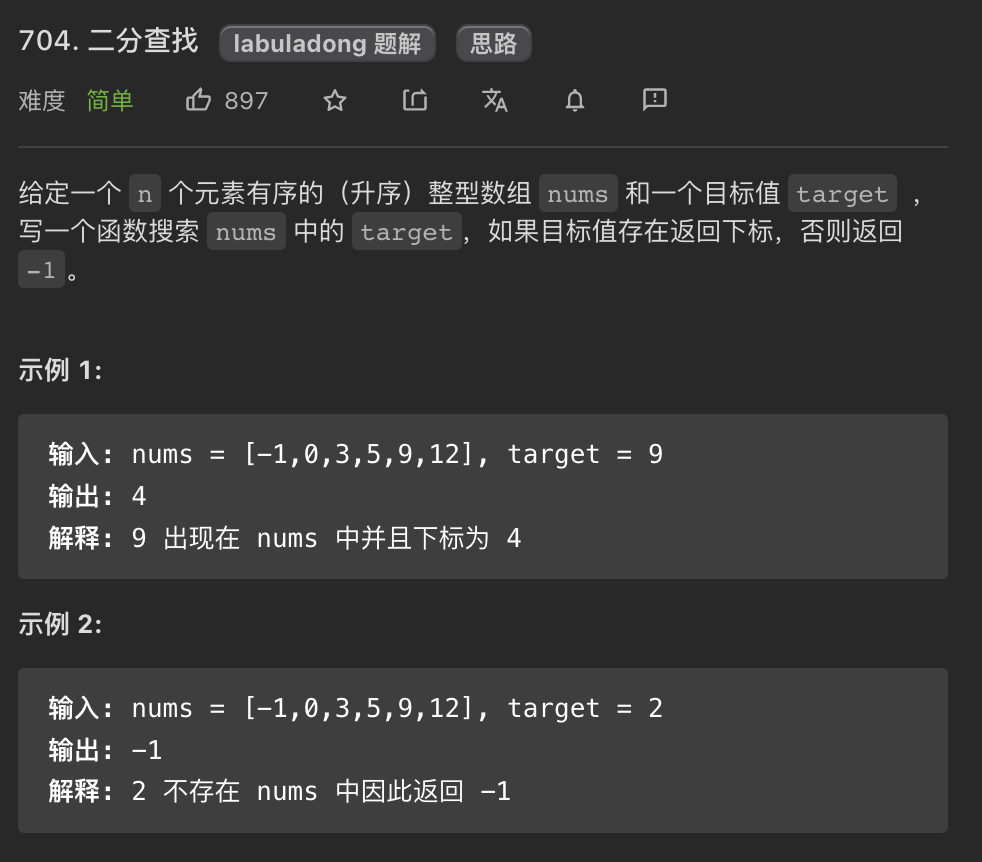 704. 二分查找 labuladong 题解 思路
难度 简单 897
给定一个 n 个元素有序的（升序）整型数组 nums 和一个目标值 target ，
写一个函数搜索 nums 中的 target，如果目标值存在返回下标，否则返回
-1。
示例 1:
输入: nums = [-1,0,3,5,9,12], target = 9
输出: 4
解释: 9 出现在 nums 中并且下标为 4
示例 2:
输入: nums = [-1,0,3,5,9,12], target = 2
输出: -1
解释: 2 不存在 nums 中因此返回 -1